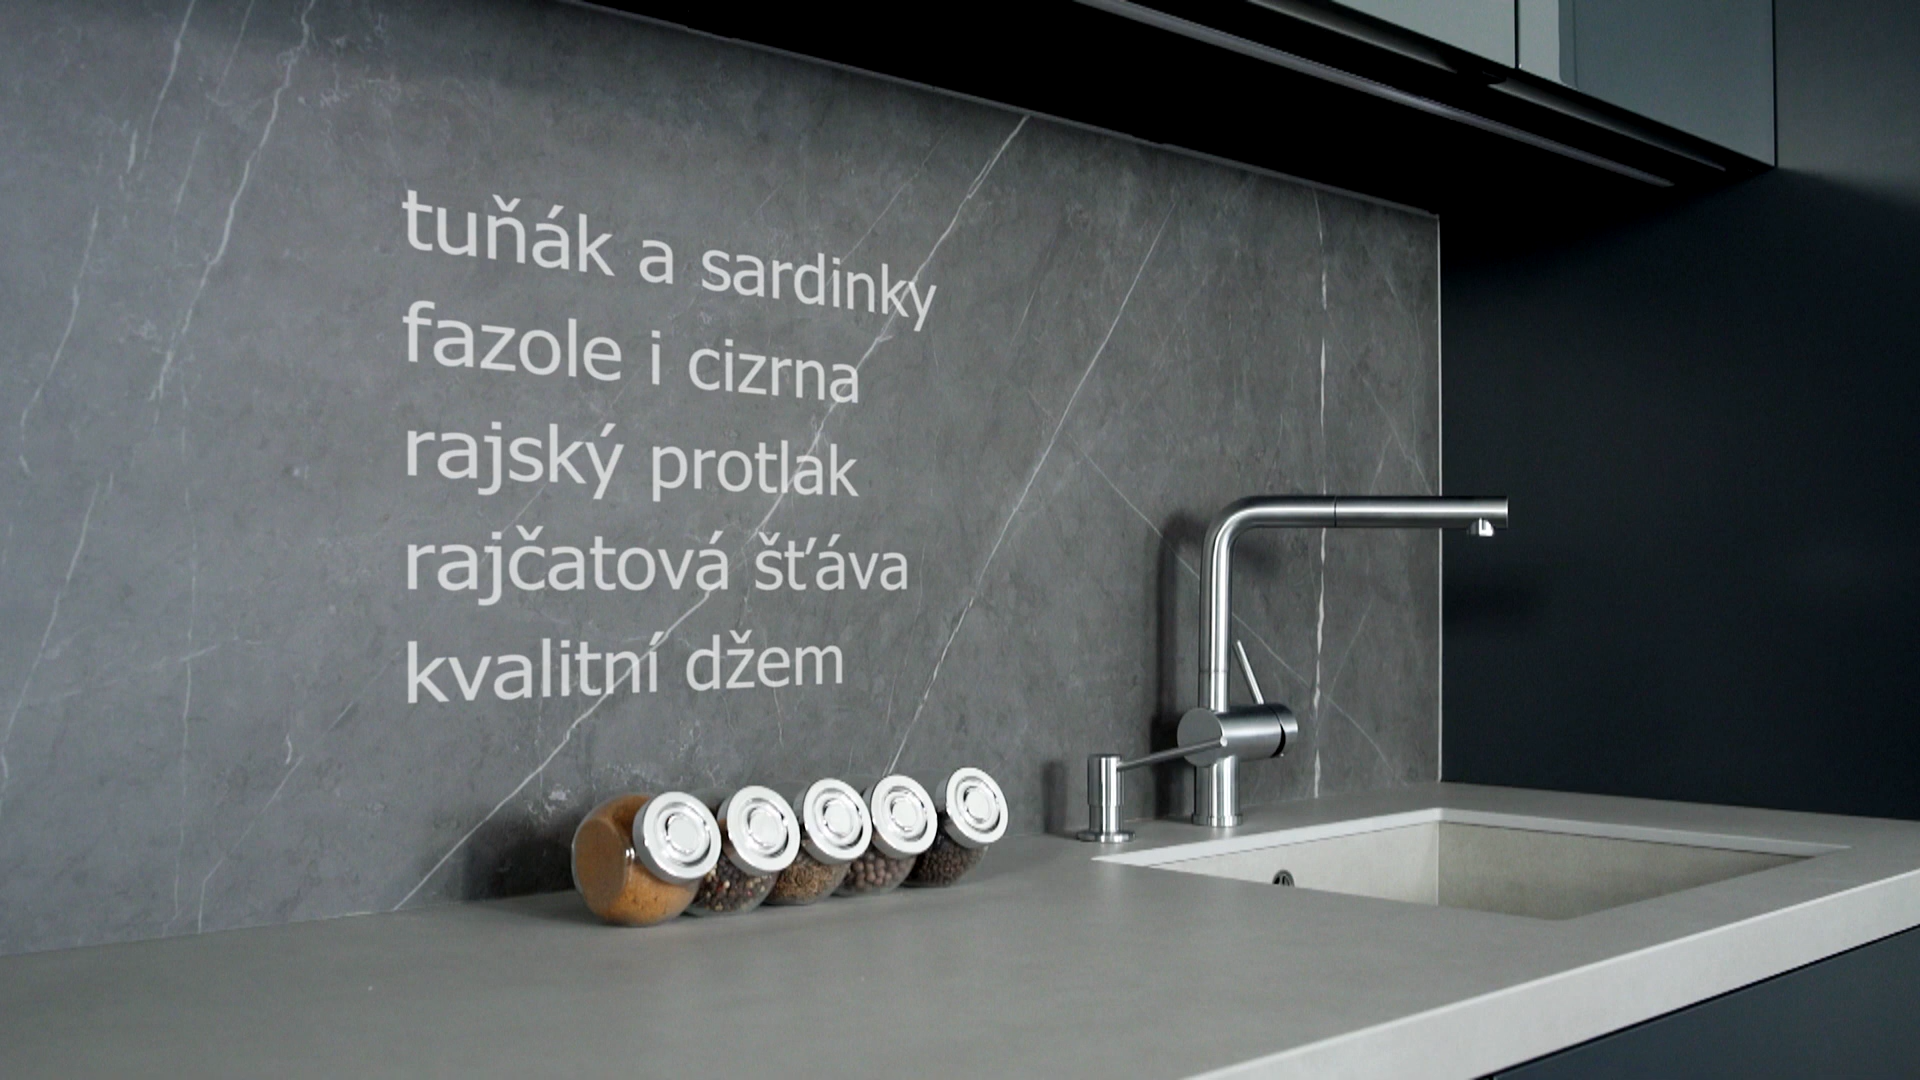 tuňák a sardinky
fazole i cizrna
rajský protlak
rajčatová šťáva
kvalitní džem